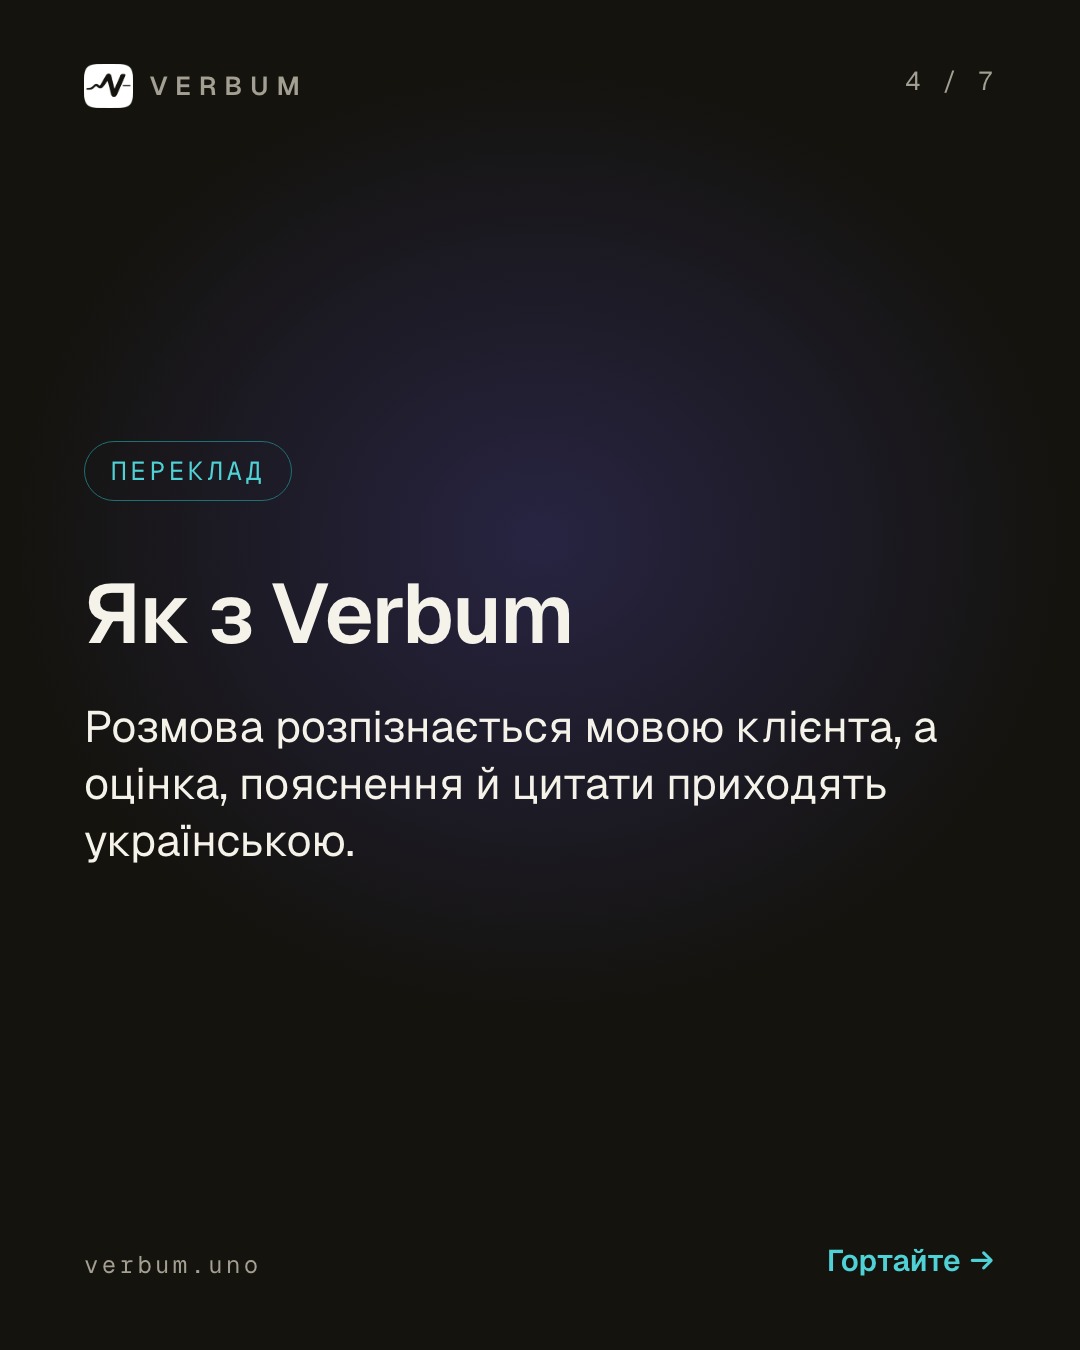 VERBUM
4 / 7
ПЕРЕКЛАД
Як з Verbum
Розмова розпізнається мовою клієнта, а
оцінка, пояснення й цитати приходять
українською.
verbum.uno
Гортайте →